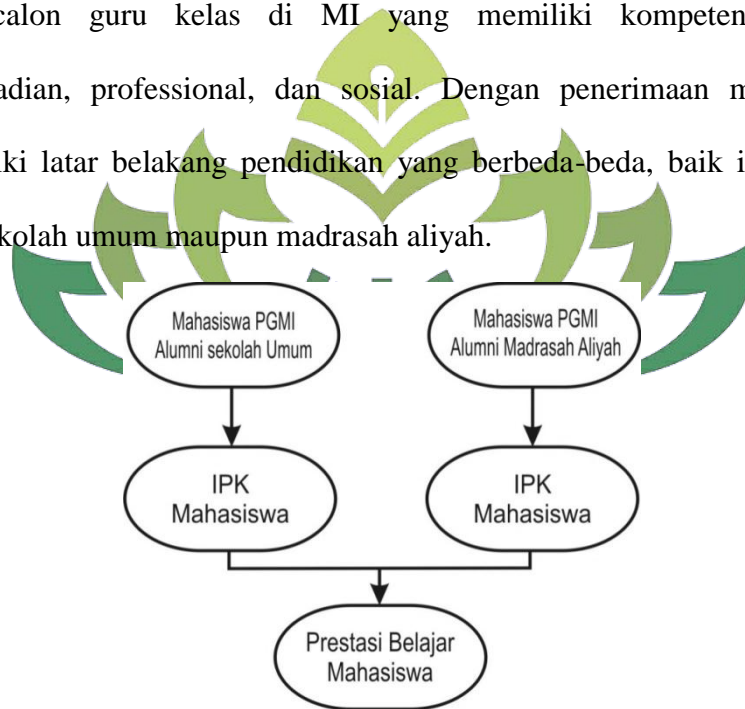 calon guru kelas di MI yang memiliki
adian, professional, dan sosial. Dengan penerimaan
ki latar belakang pendidikan yang berbeda-beda, baik
kolah umum maupun madrasah aliyah.
Mahasiswa PGMI
Alumni sekolah Umum
Mahasiswa PGMI
Alumni Madrasah Aliyah
IPK
Mahasiswa
IPK
Mahasiswa
Prestasi Belajar
Mahasiswa